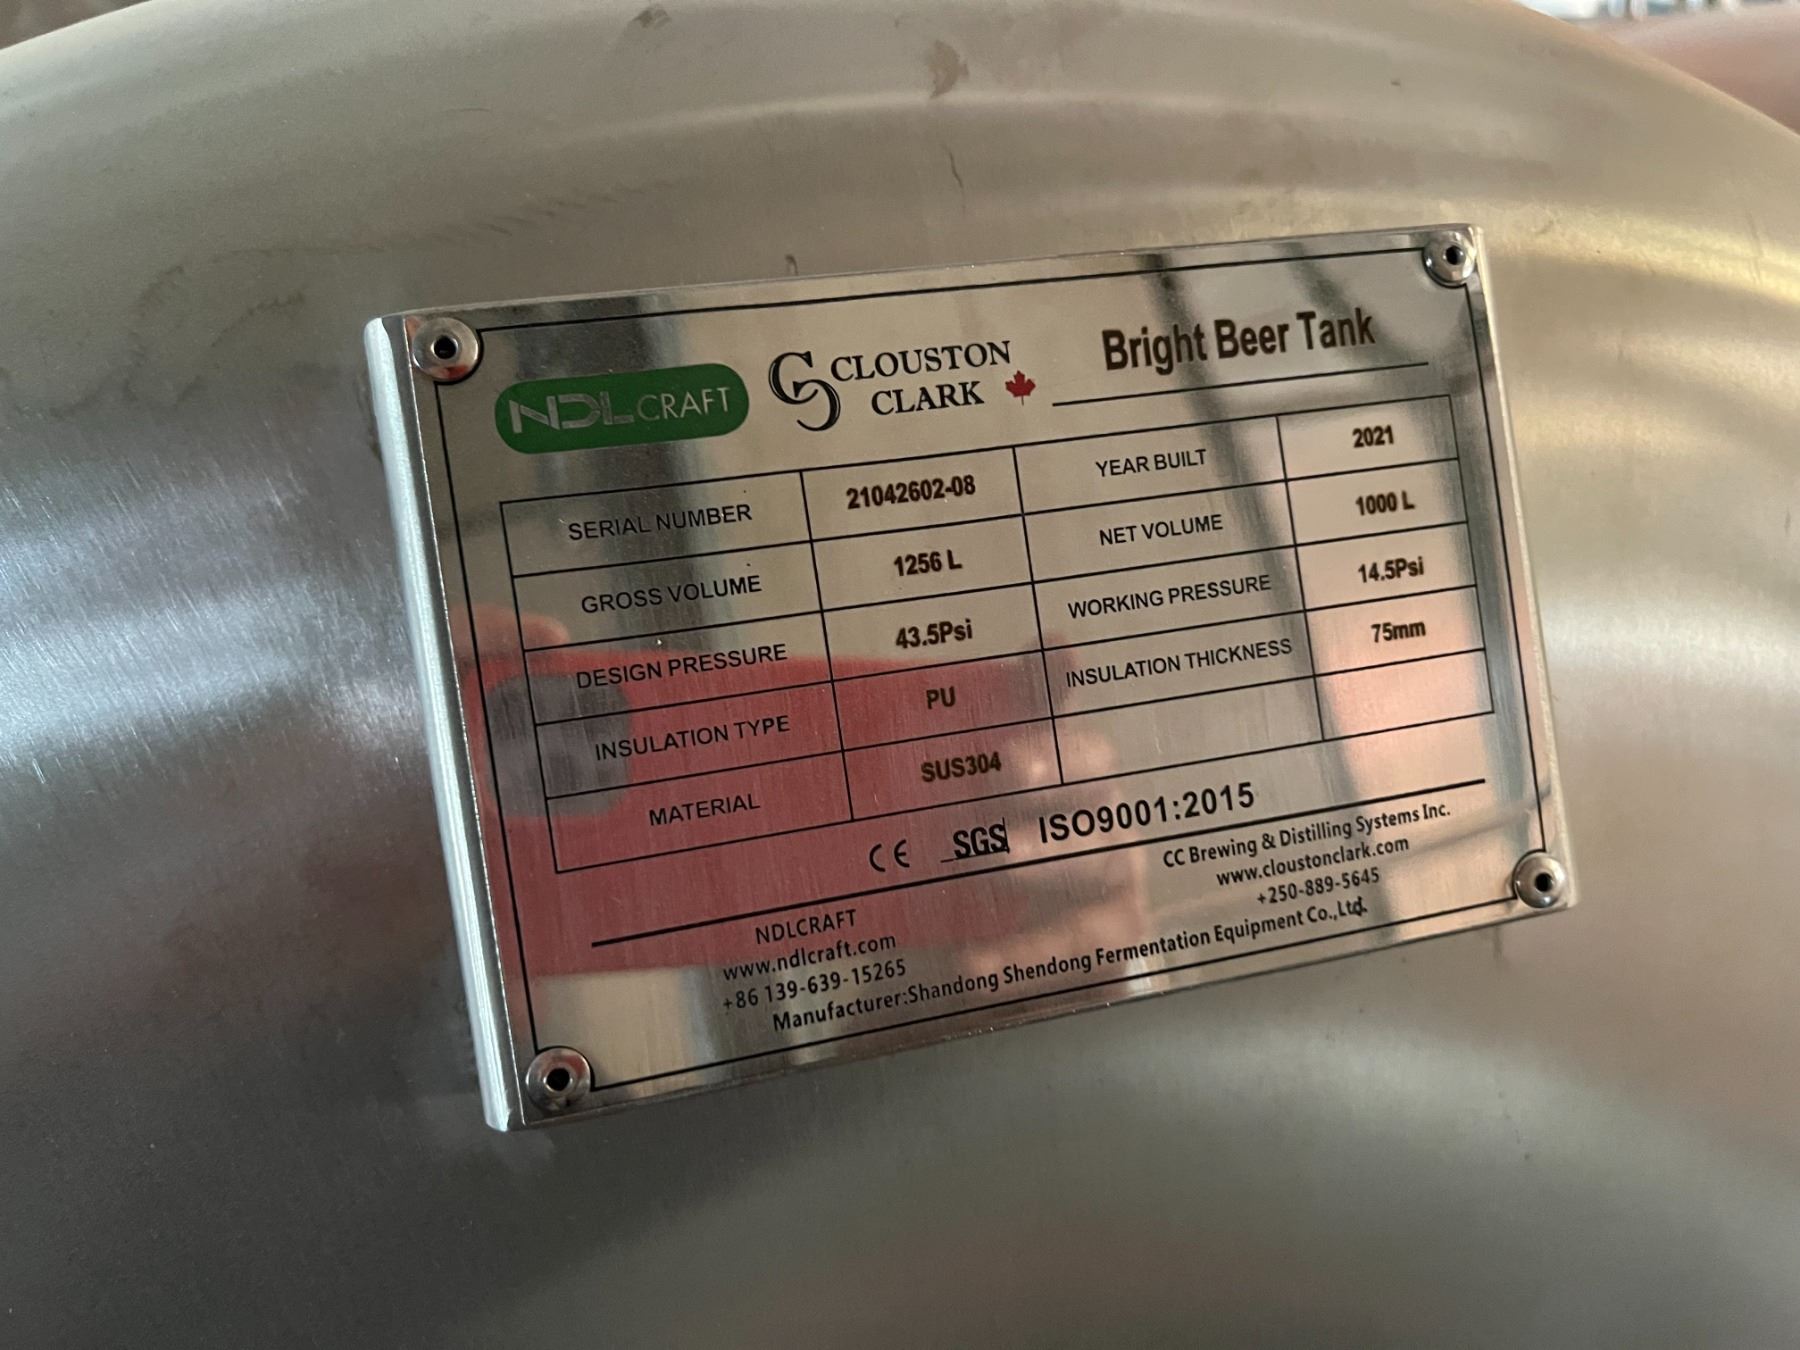 NDLCRAFT
CLOUSTON
CLARK
Bright Beer Tank
SERIAL NUMBER 21042602-08 YEAR BUILT 2021
GROSS VOLUME 1256 L NET VOLUME 1000 L
DESIGN PRESSURE 43.5Psi WORKING PRESSURE 14.5Psi
INSULATION TYPE PU INSULATION THICKNESS 75mm
MATERIAL SUS304
CE SGS ISO9001:2015
NDLCRAFT
www.ndlcraft.com
+86 139-639-15265
CC Brewing & Distilling Systems Inc.
www.cloustonclark.com
+250-889-5645
Manufacturer:Shandong Shendong Fermentation Equipment Co.,Ltd.